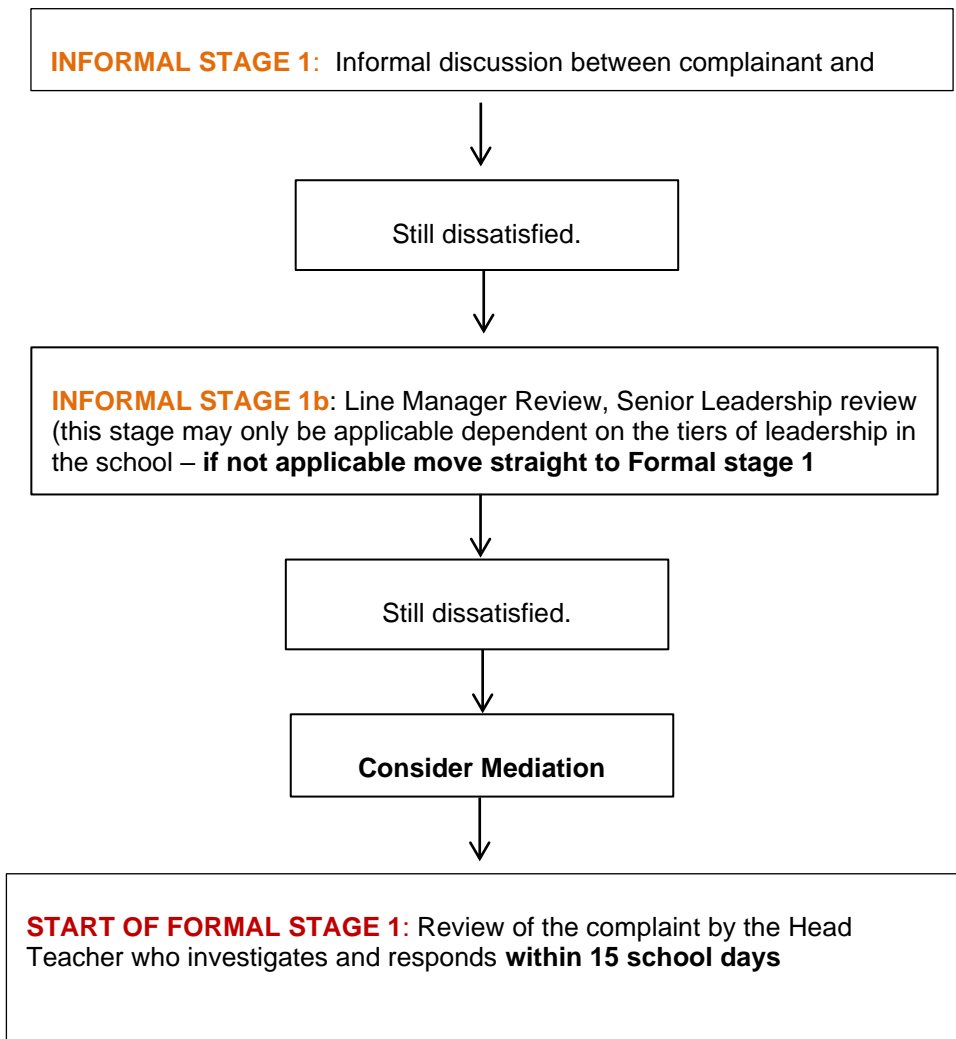 INFORMAL STAGE 1: Informal discussion between complainant and
Still dissatisfied.
INFORMAL STAGE 1b: Line Manager Review, Senior Leadership review
(this stage may only be applicable dependent on the tiers of leadership in
the school – if not applicable move straight to Formal stage 1
Still dissatisfied.
Consider Mediation
START OF FORMAL STAGE 1: Review of the complaint by the Head
Teacher who investigates and responds within 15 school days